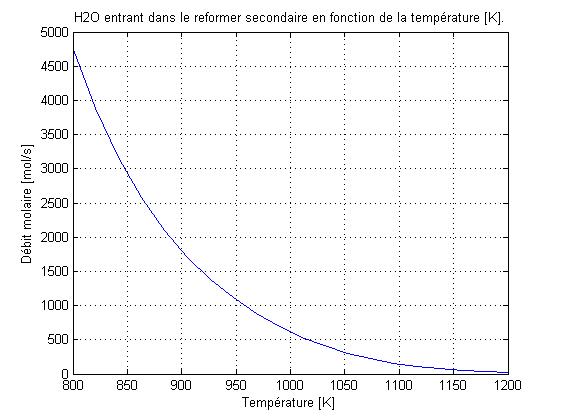 H2O entrant dans le reformer secondaire en fonction de la température [K].
5000
4500
4000
3500
3000
2500
2000
1500
1000
500
0
Débit molaire [mol/s]
800 850 900 950 1000 1050 1100 1150 1200
Température [K]